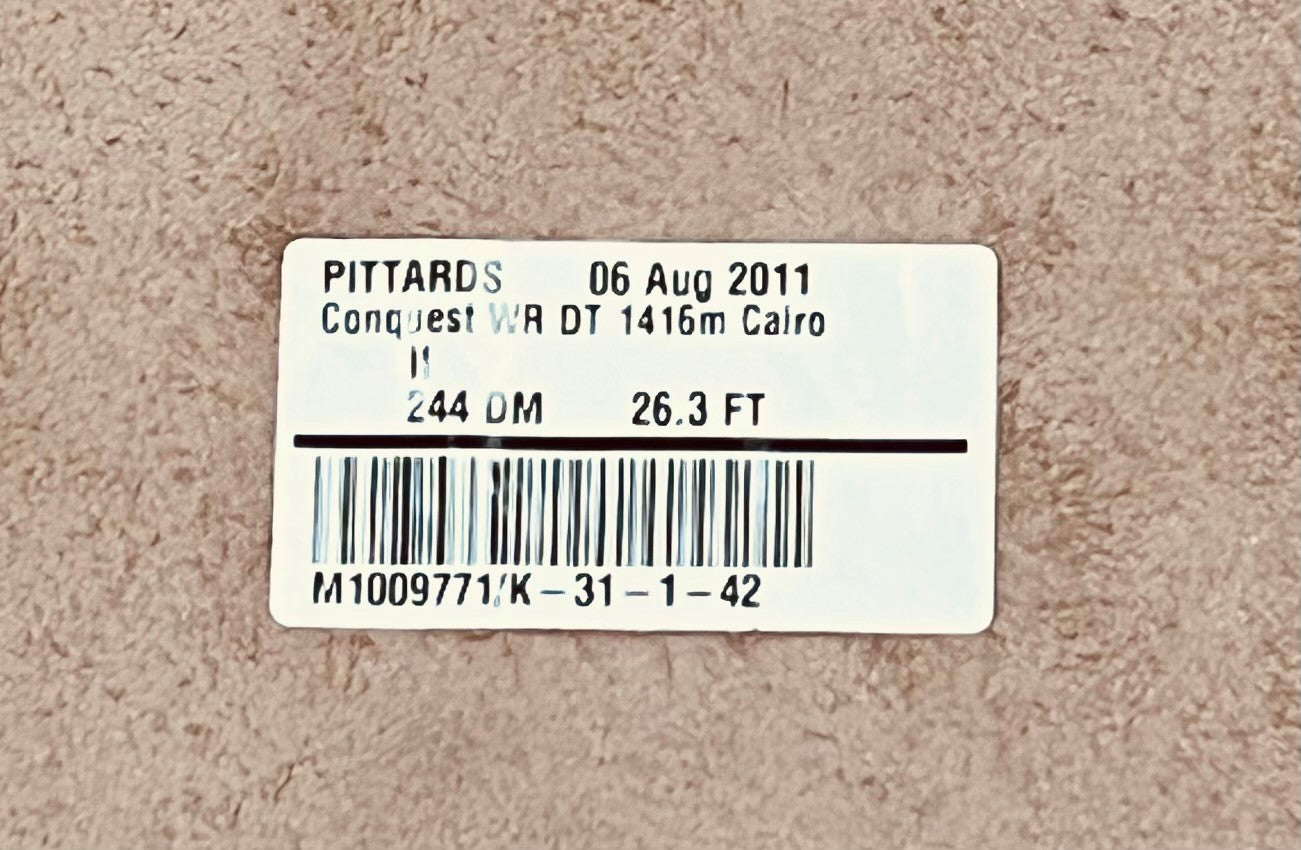 PITTARDS 06 Aug 2011
Conquest WR DT 1416m Cairo
244 DM 26.3 FT
M1009771/K-31-1-42